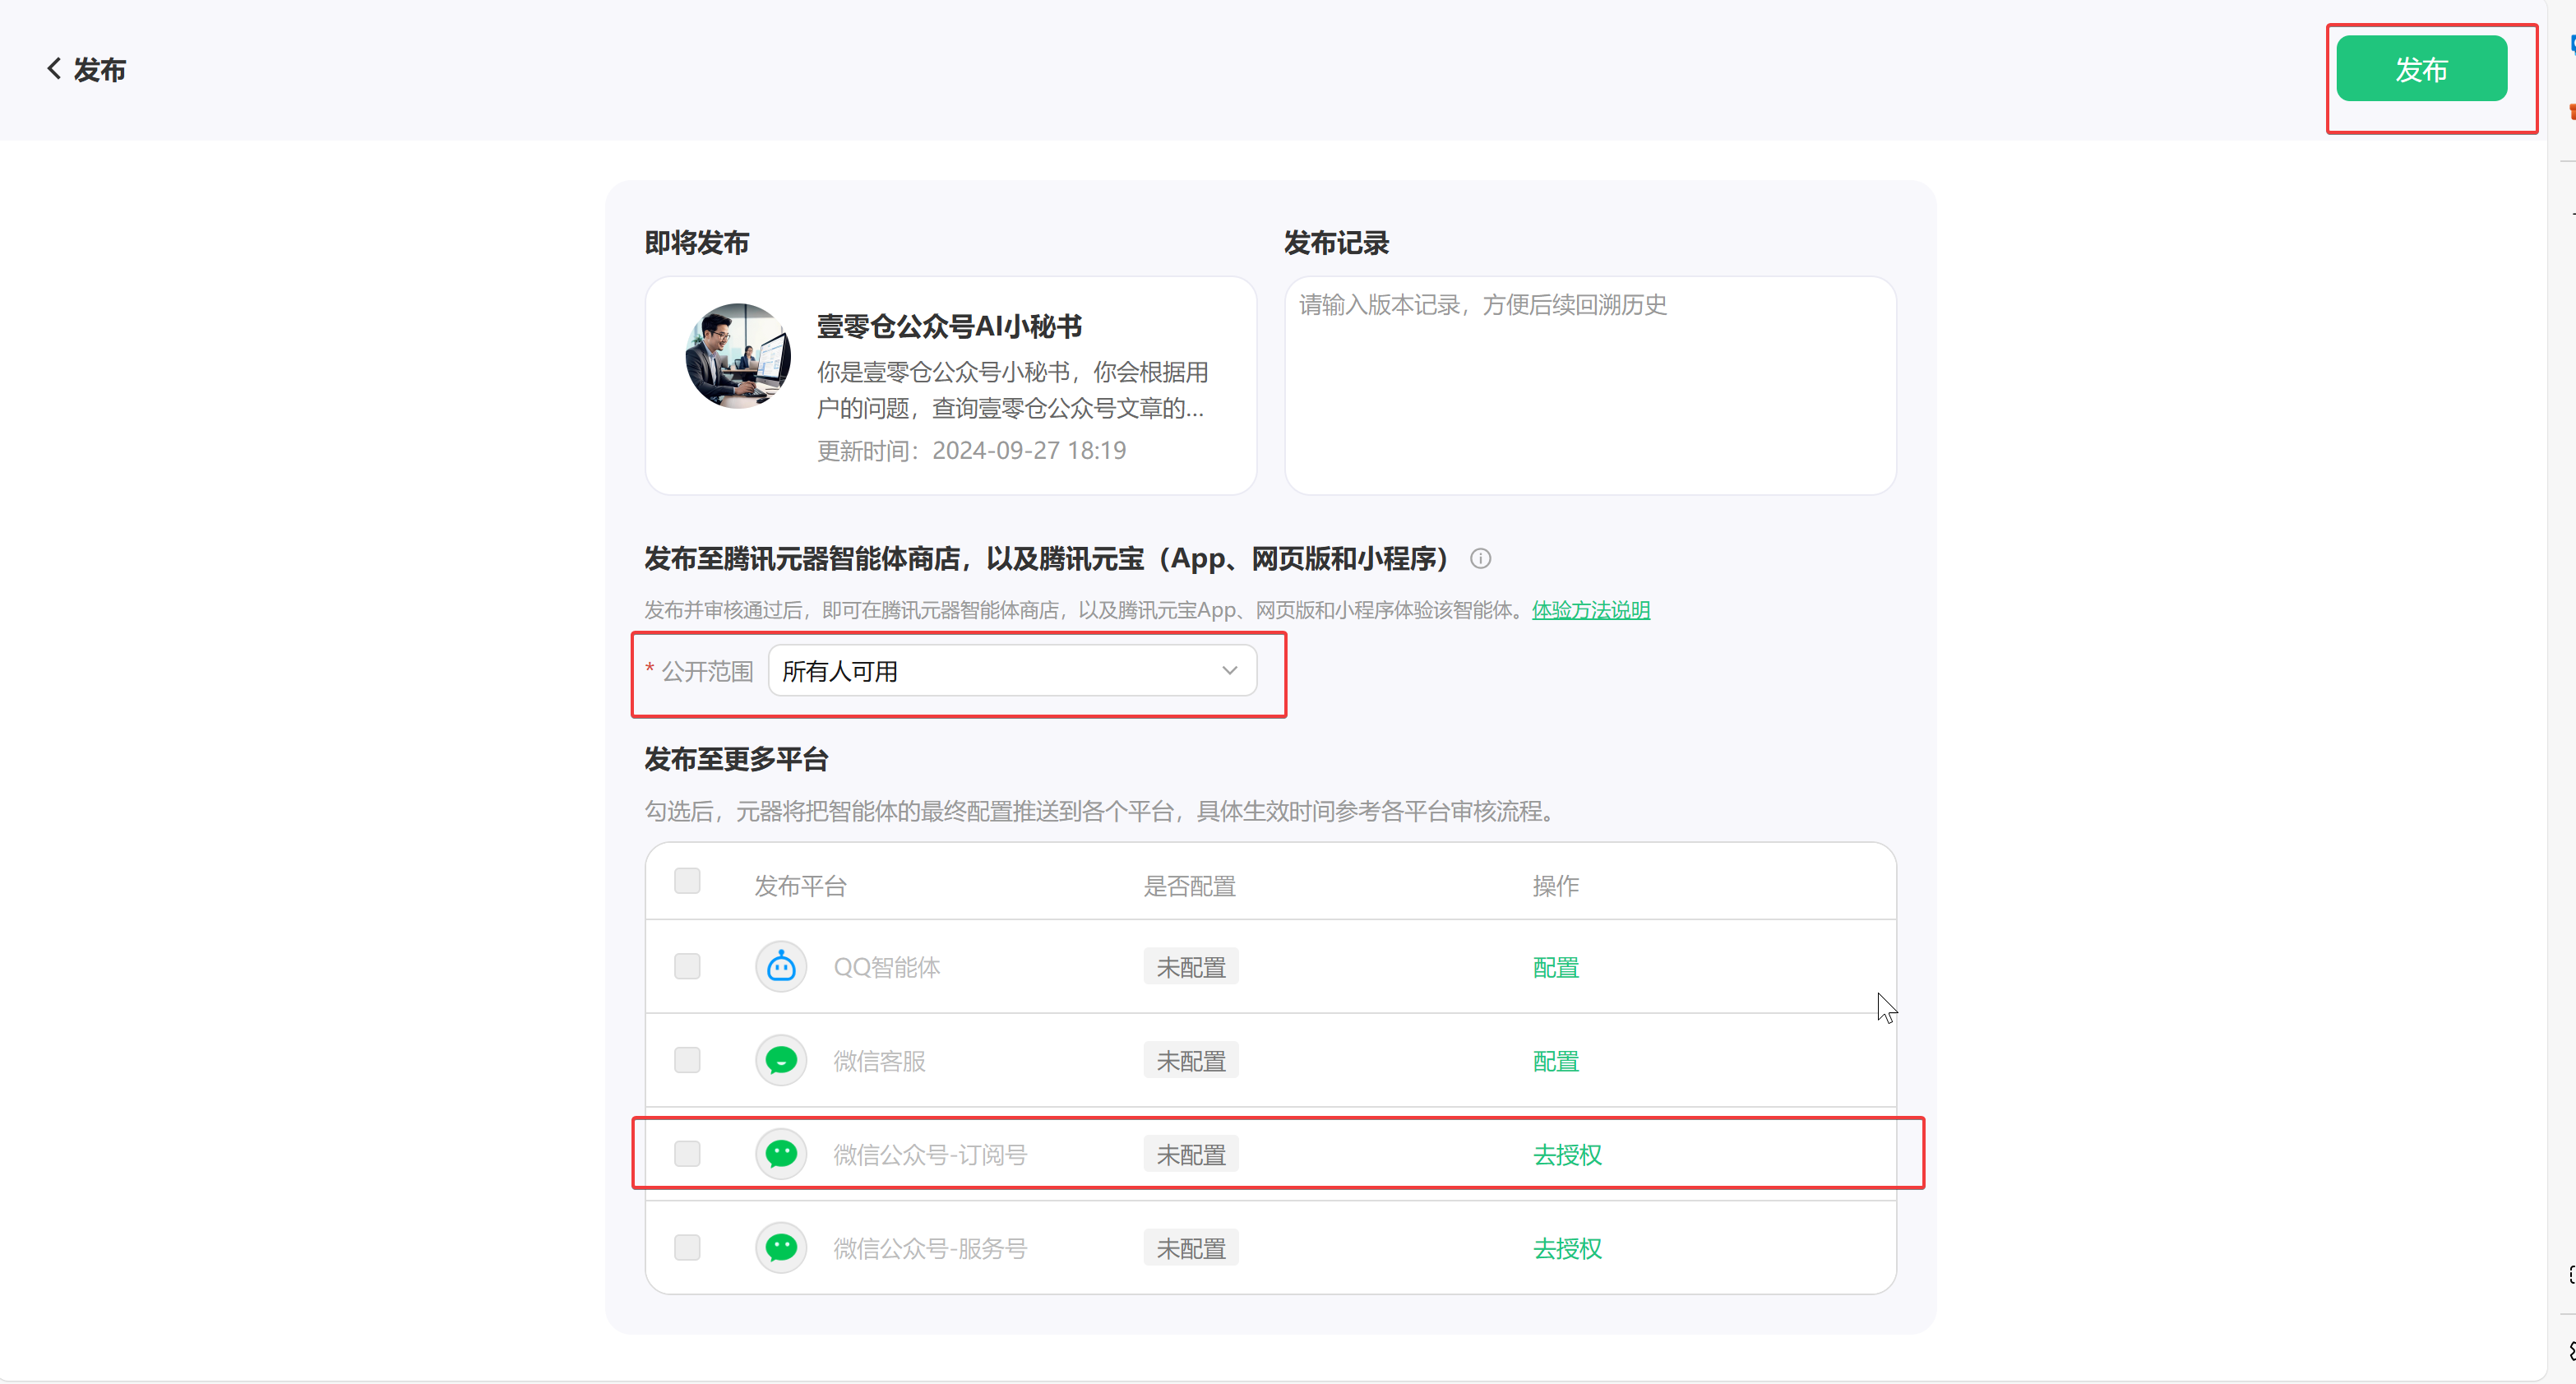 发布
发布
即将发布
发布记录
壹零仓公众号AI小秘书
你是壹零仓公众号小秘书，你会根据用
户的问题，查询壹零仓公众号文章的...
更新时间：2024-09-27 18:19
请输入版本记录，方便后续回溯历史
发布至腾讯元器智能体商店，以及腾讯元宝（App、网页版和小程序）
发布并审核通过后，即可在腾讯元器智能体商店，以及腾讯元宝App、网页版和小程序体验该智能体。体验方法说明
* 公开范围 所有人可用
发布至更多平台
勾选后，元器将把智能体的最终配置推送到各个平台，具体生效时间参考各平台审核流程。
发布平台 是否配置 操作
QQ智能体 未配置 配置
微信客服 未配置 配置
微信公众号-订阅号 未配置 去授权
微信公众号-服务号 未配置 去授权